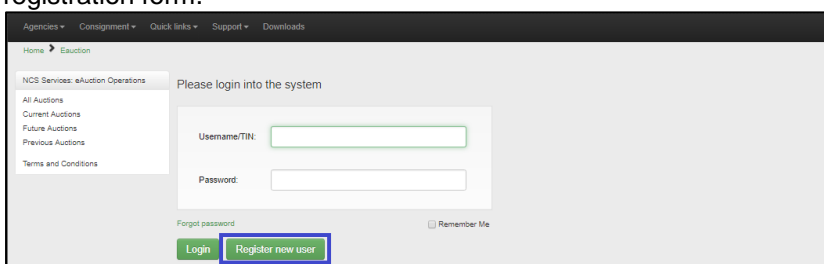 registration form.
Agencies Consignment Quick links Support Downloads
Home Eauction
NCS Services: eAuction Operations
All Auctions
Current Auctions
Future Auctions
Previous Auctions
Terms and Conditions
Please login into the system
Username/TIN:
Password:
Forgot password Remember Me
Login Register new user